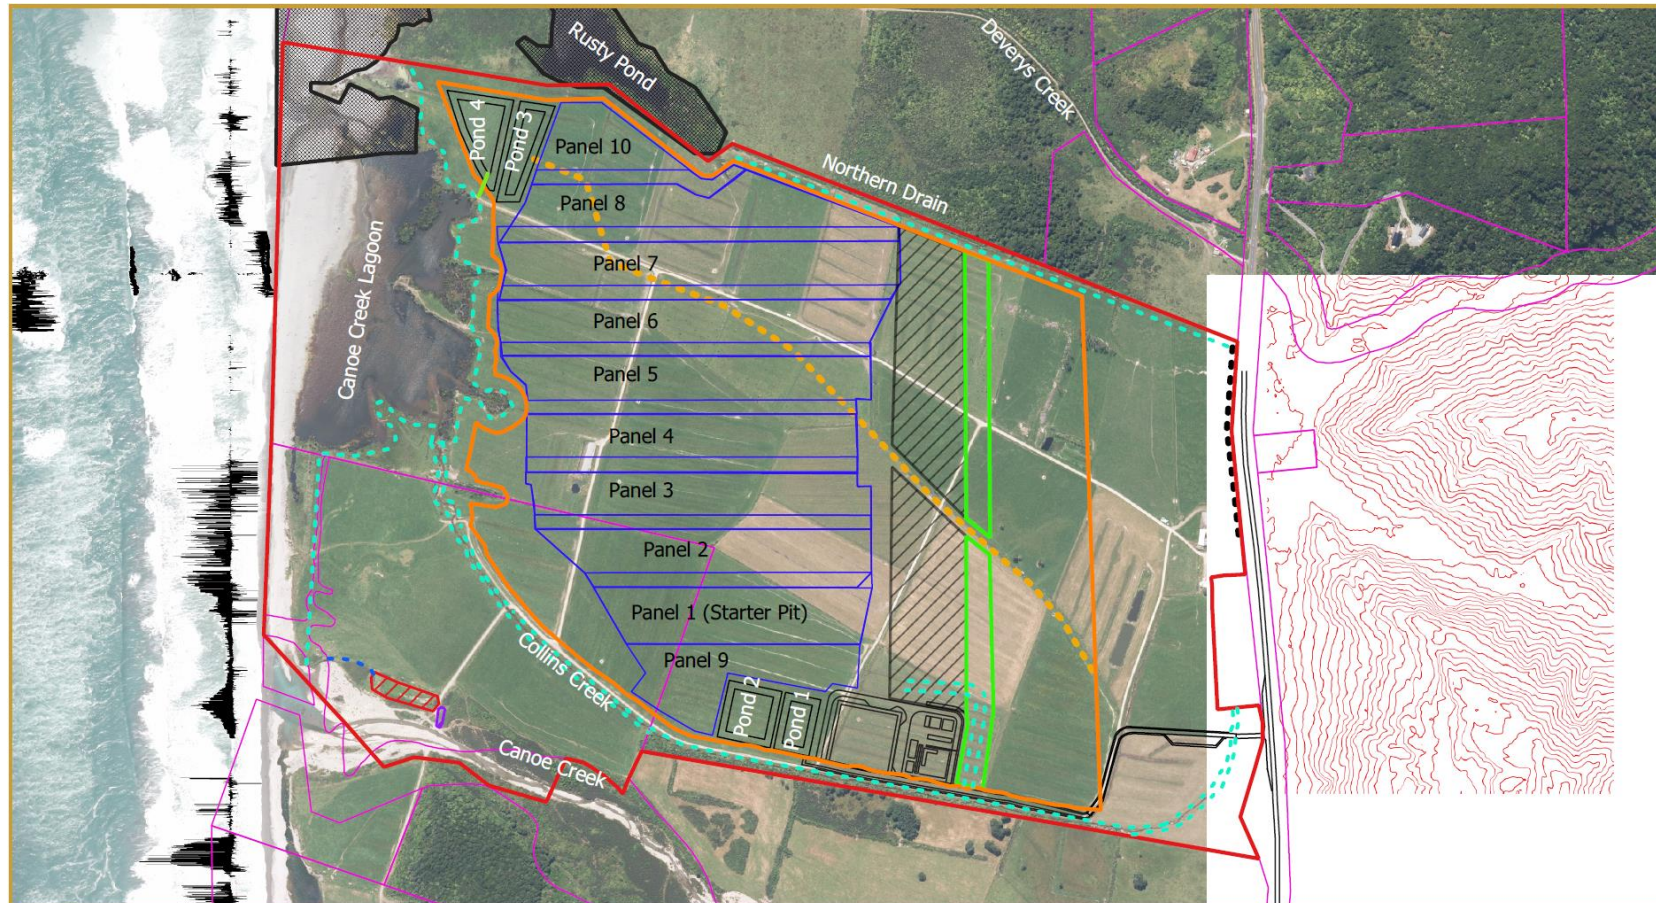 Rusty Pond
Deverys Creek
Pond 4
Pond 3
Panel 10
Northern Drain
Panel 8
Canoe Creek Lagoon
Panel 7
Panel 6
Panel 5
Panel 4
Panel 3
Panel 2
Panel 1 (Starter Pit)
Panel 9
Collins Creek
Pond 2
Pond 1
Canoe Creek